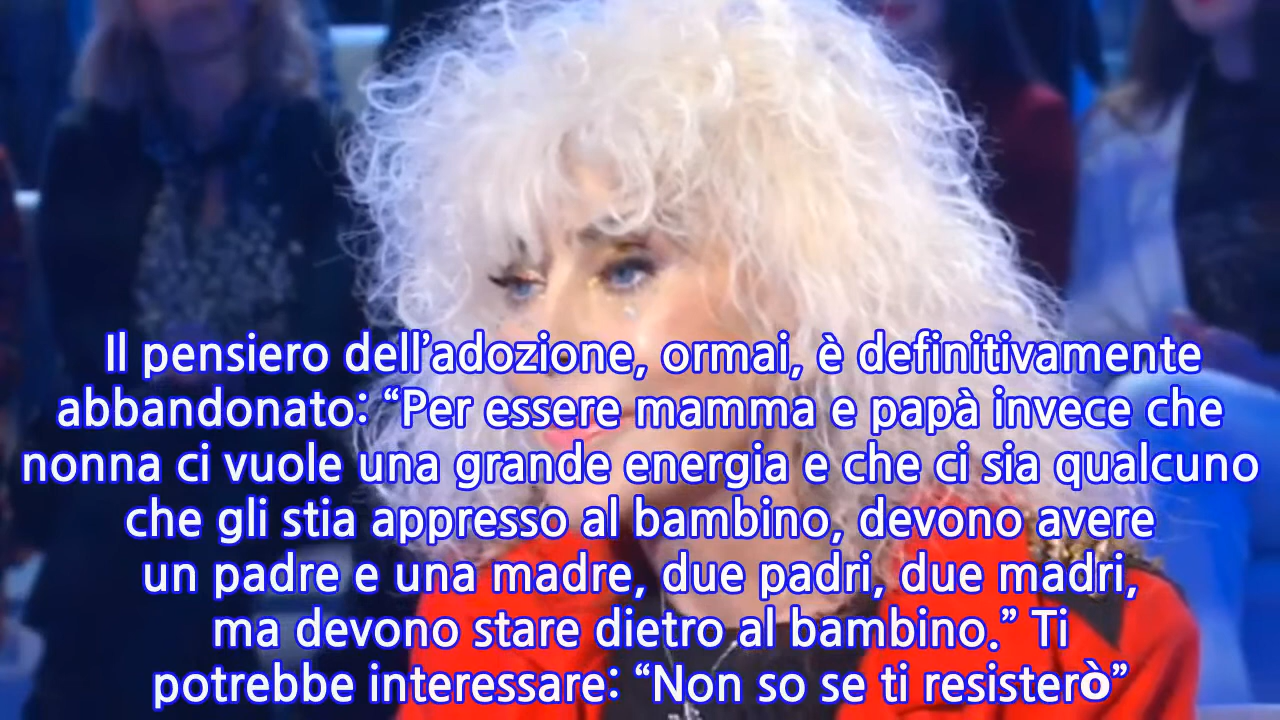 Il pensiero dell’adozione, ormai, è definitivamente
abbandonato: “Per essere mamma e papà invece che
nonna ci vuole una grande energia e che ci sia qualcuno
che gli stia appresso al bambino, devono avere
un padre e una madre, due padri, due madri,
ma devono stare dietro al bambino.” Ti
potrebbe interessare: “Non so se ti resisterò”